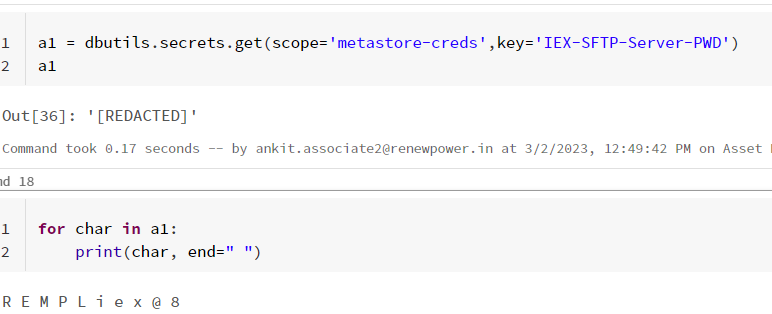 1 a1 = dbutils.secrets.get(scope='metastore-creds',key='IEX-SFTP-Server-PWD')
2 a1
Out[36]: '[REDACTED]'
Command took 0.17 seconds -- by ankit.associate2@renewpower.in at 3/2/2023, 12:49:42 PM on Asset
nd 18
1 for char in a1:
2     print(char, end=" ")
R E M P L i e x @ 8